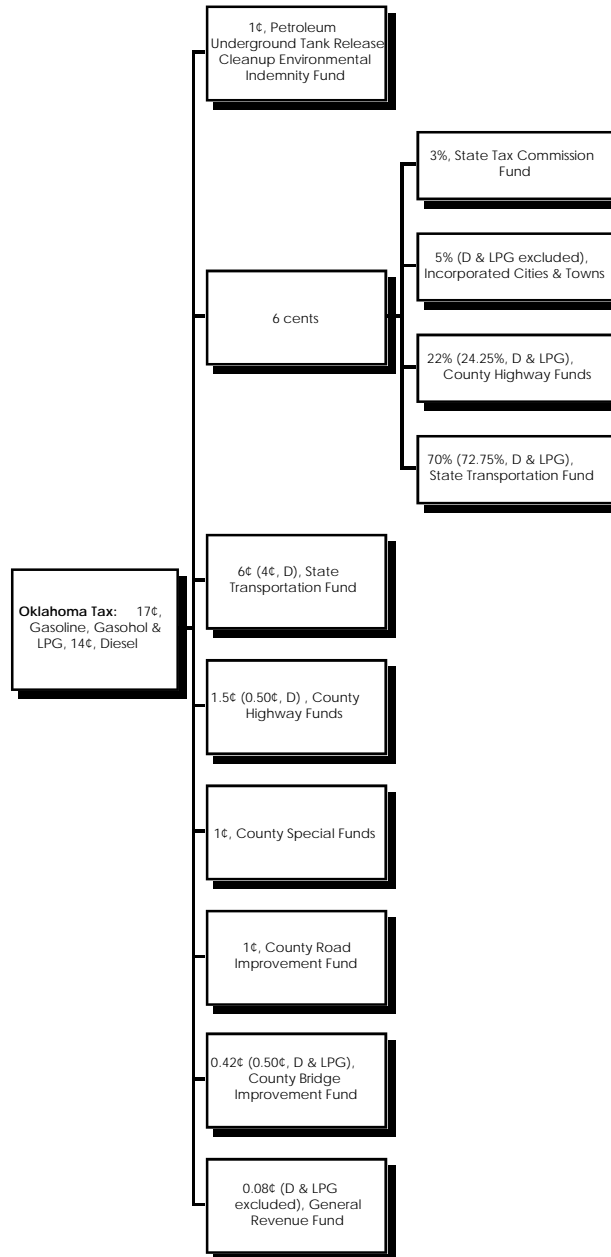 Oklahoma Tax: 17¢,
Gasoline, Gasohol &
LPG, 14¢, Diesel
1¢, Petroleum
Underground Tank Release
Cleanup Environmental
Indemnity Fund
6 cents
3%, State Tax Commission
Fund
5% (D & LPG excluded),
Incorporated Cities & Towns
22% (24.25%, D & LPG),
County Highway Funds
70% (72.75%, D & LPG),
State Transportation Fund
6¢ (4¢, D), State
Transportation Fund
1.5¢ (0.50¢, D) , County
Highway Funds
1¢, County Special Funds
1¢, County Road
Improvement Fund
0.42¢ (0.50¢, D & LPG),
County Bridge
Improvement Fund
0.08¢ (D & LPG
excluded), General
Revenue Fund